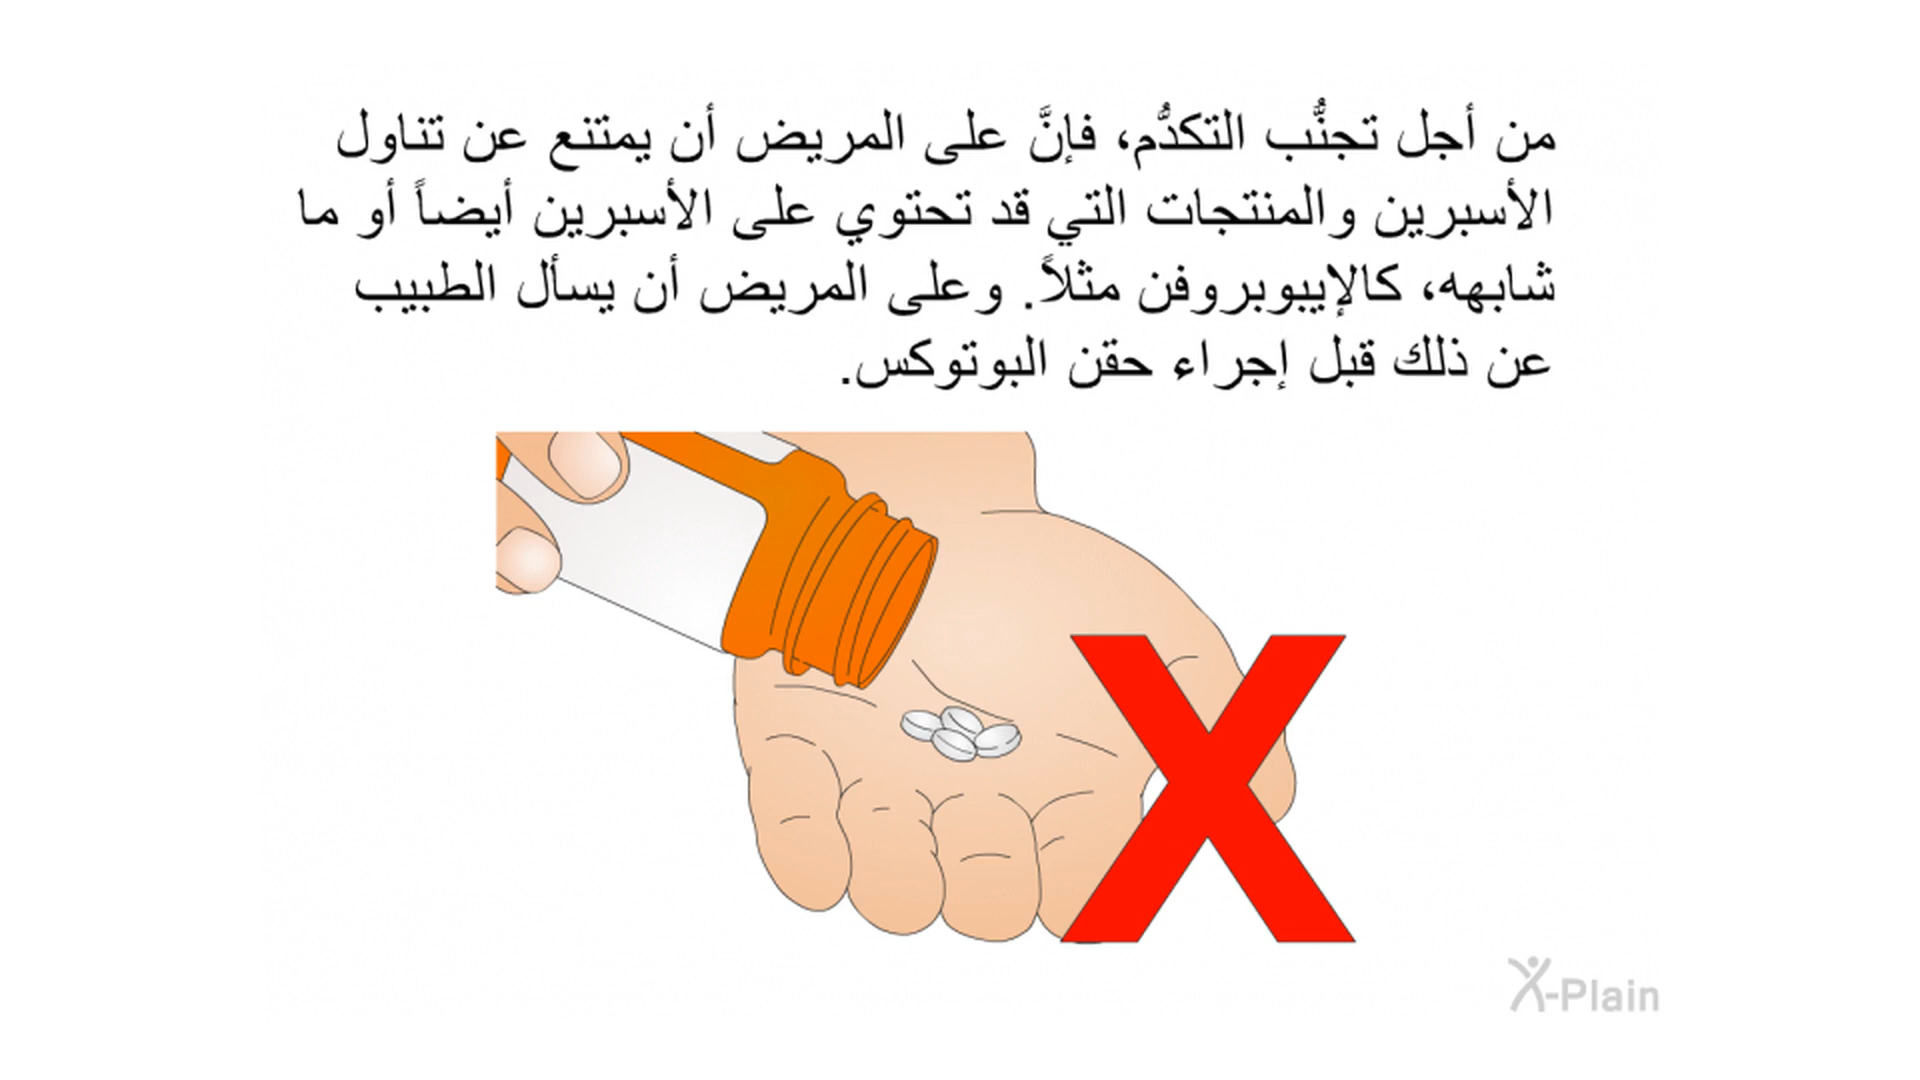 من أجل تجنُّب التكدُّم، فإنَّ على المريض أن يمتنع عن تناول
الأسبرين والمنتجات التي قد تحتوي على الأسبرين أيضاً أو ما
شابهه، كالإيبوبروفن مثلاً. وعلى المريض أن يسأل الطبيب
عن ذلك قبل إجراء حقن البوتوكس.
X-Plain